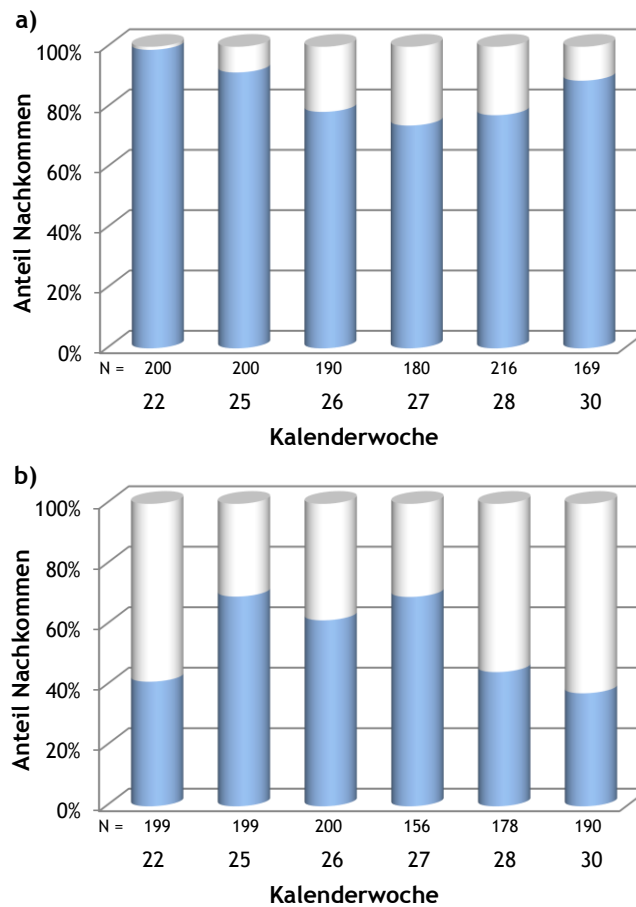 a)
100%
80%
60%
40%
20%
0%
Anteil Nachkommen
N = 200 200 190 180 216 169
22 25 26 27 28 30
Kalenderwoche
b)
100%
80%
60%
40%
20%
0%
Anteil Nachkommen
N = 199 199 200 156 178 190
22 25 26 27 28 30
Kalenderwoche